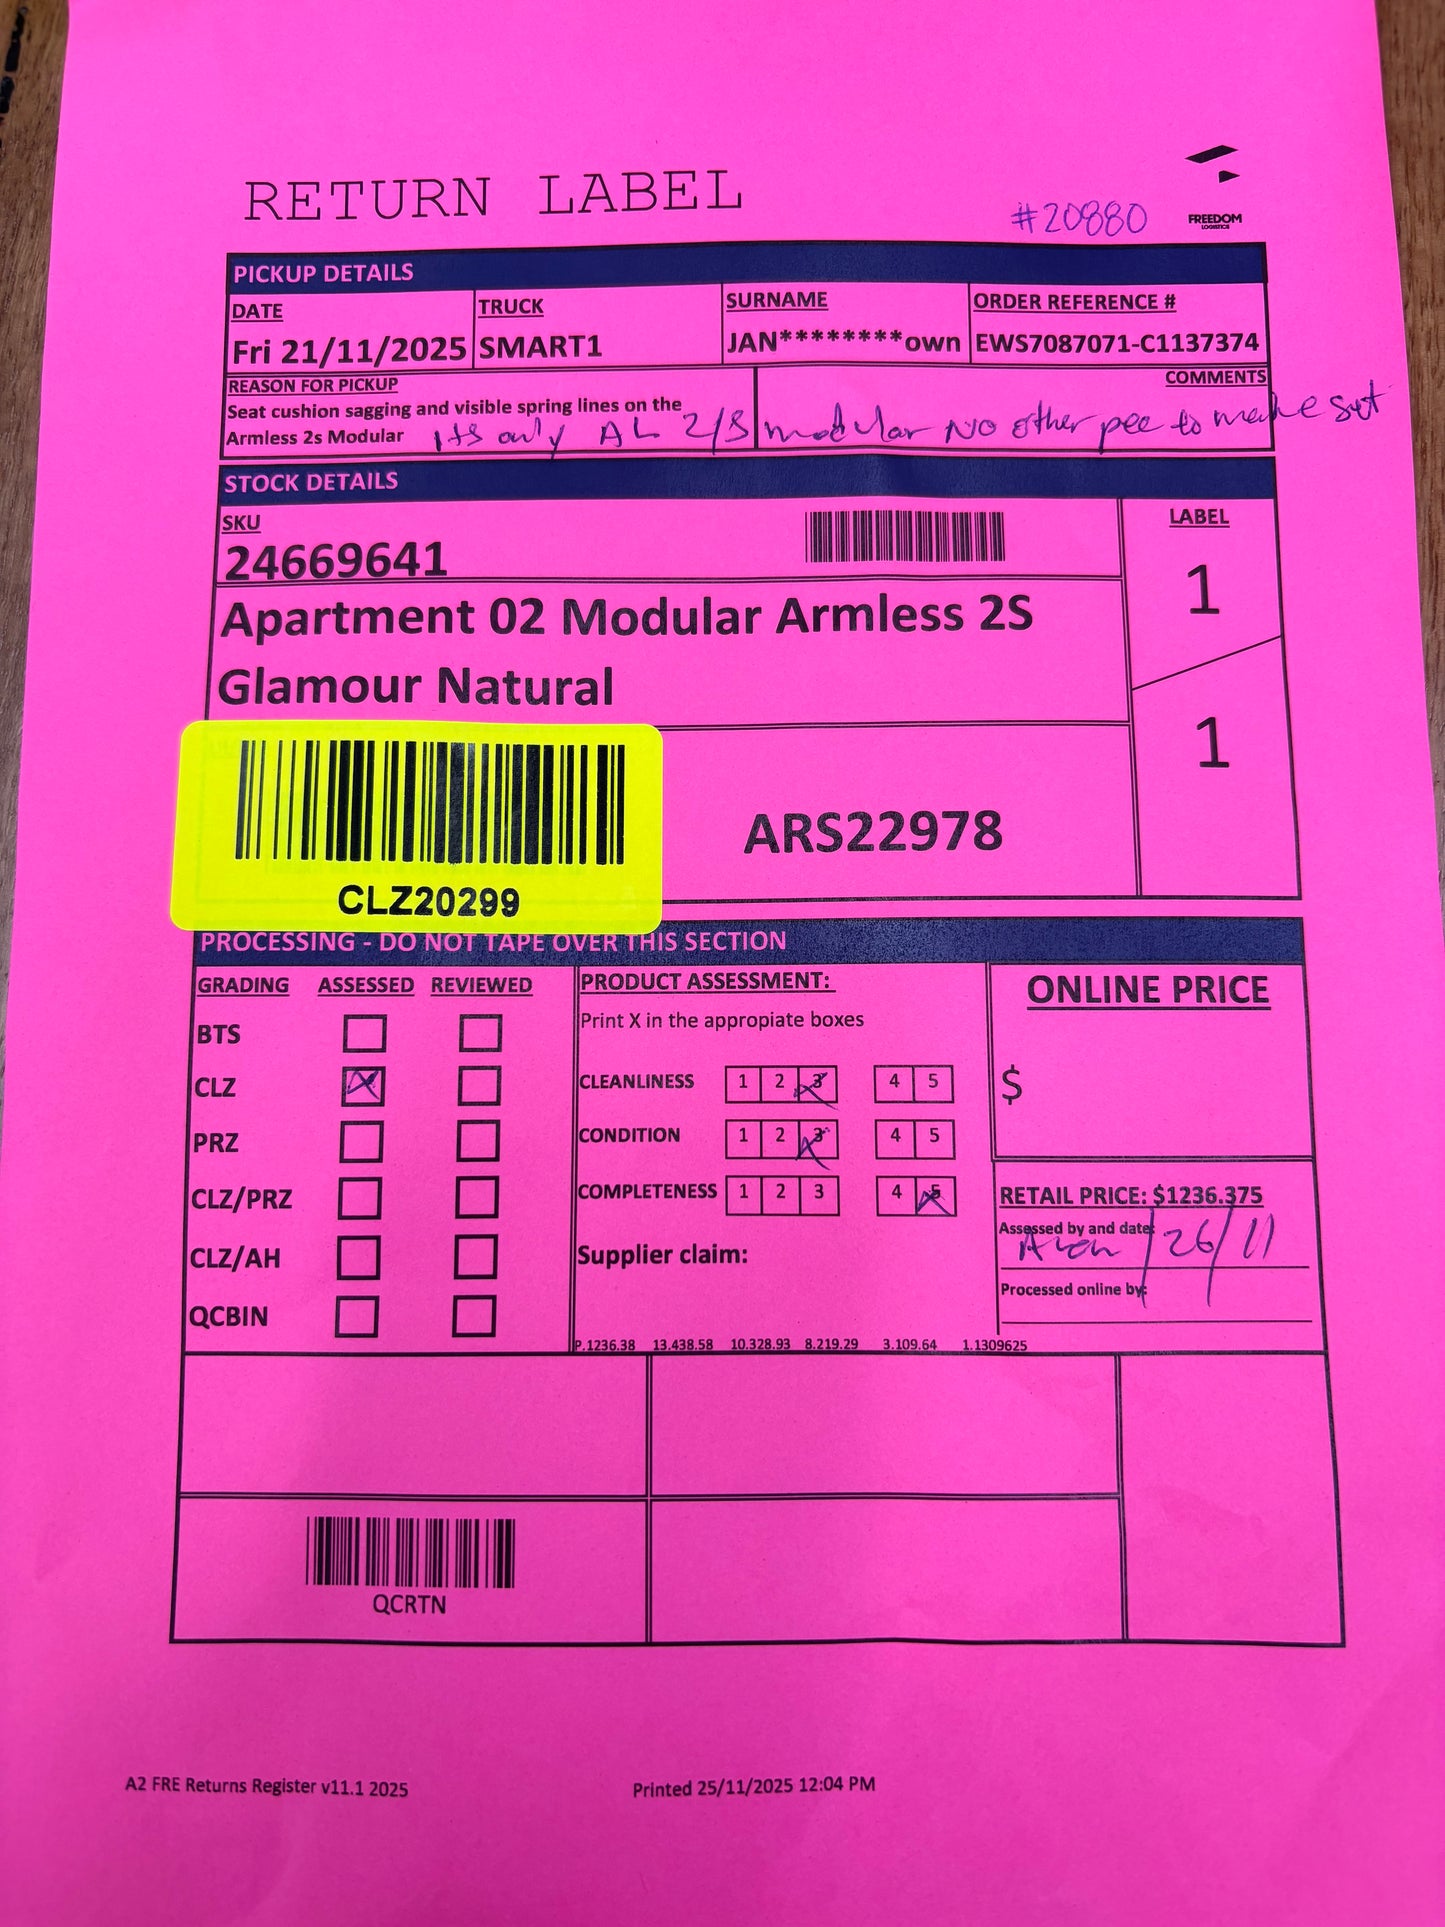 RETURN LABEL
#20880
FREEDOM
LOGISTICS
PICKUP DETAILS
DATE TRUCK SURNAME ORDER REFERENCE #
Fri 21/11/2025 SMART1 JAN********own EWS7087071-C1137374
REASON FOR PICKUP COMMENTS
Seat cushion sagging and visible spring lines on the
Armless 2s Modular
its only AL 2/S modular No other pec to make set
STOCK DETAILS
SKU LABEL
24669641
1
Apartment 02 Modular Armless 2S
Glamour Natural
1
ARS22978
CLZ20299
PROCESSING - DO NOT TAPE OVER THIS SECTION
GRADING ASSESSED REVIEWED PRODUCT ASSESSMENT: ONLINE PRICE
Print X in the appropiate boxes
BTS
CLZ X CLEANLINESS 1 2 3 4 5 $
PRZ CONDITION 1 2 3 4 5
CLZ/PRZ COMPLETENESS 1 2 3 4 5 RETAIL PRICE: $1236.375
Assessed by and date:
26/11
CLZ/AH Supplier claim:
Processed online by:
QCBIN
P.1236.38 13.438.58 10.328.93 8.219.29 3.109.64 1.1309625
QCRTN
A2 FRE Returns Register v11.1 2025 Printed 25/11/2025 12:04 PM